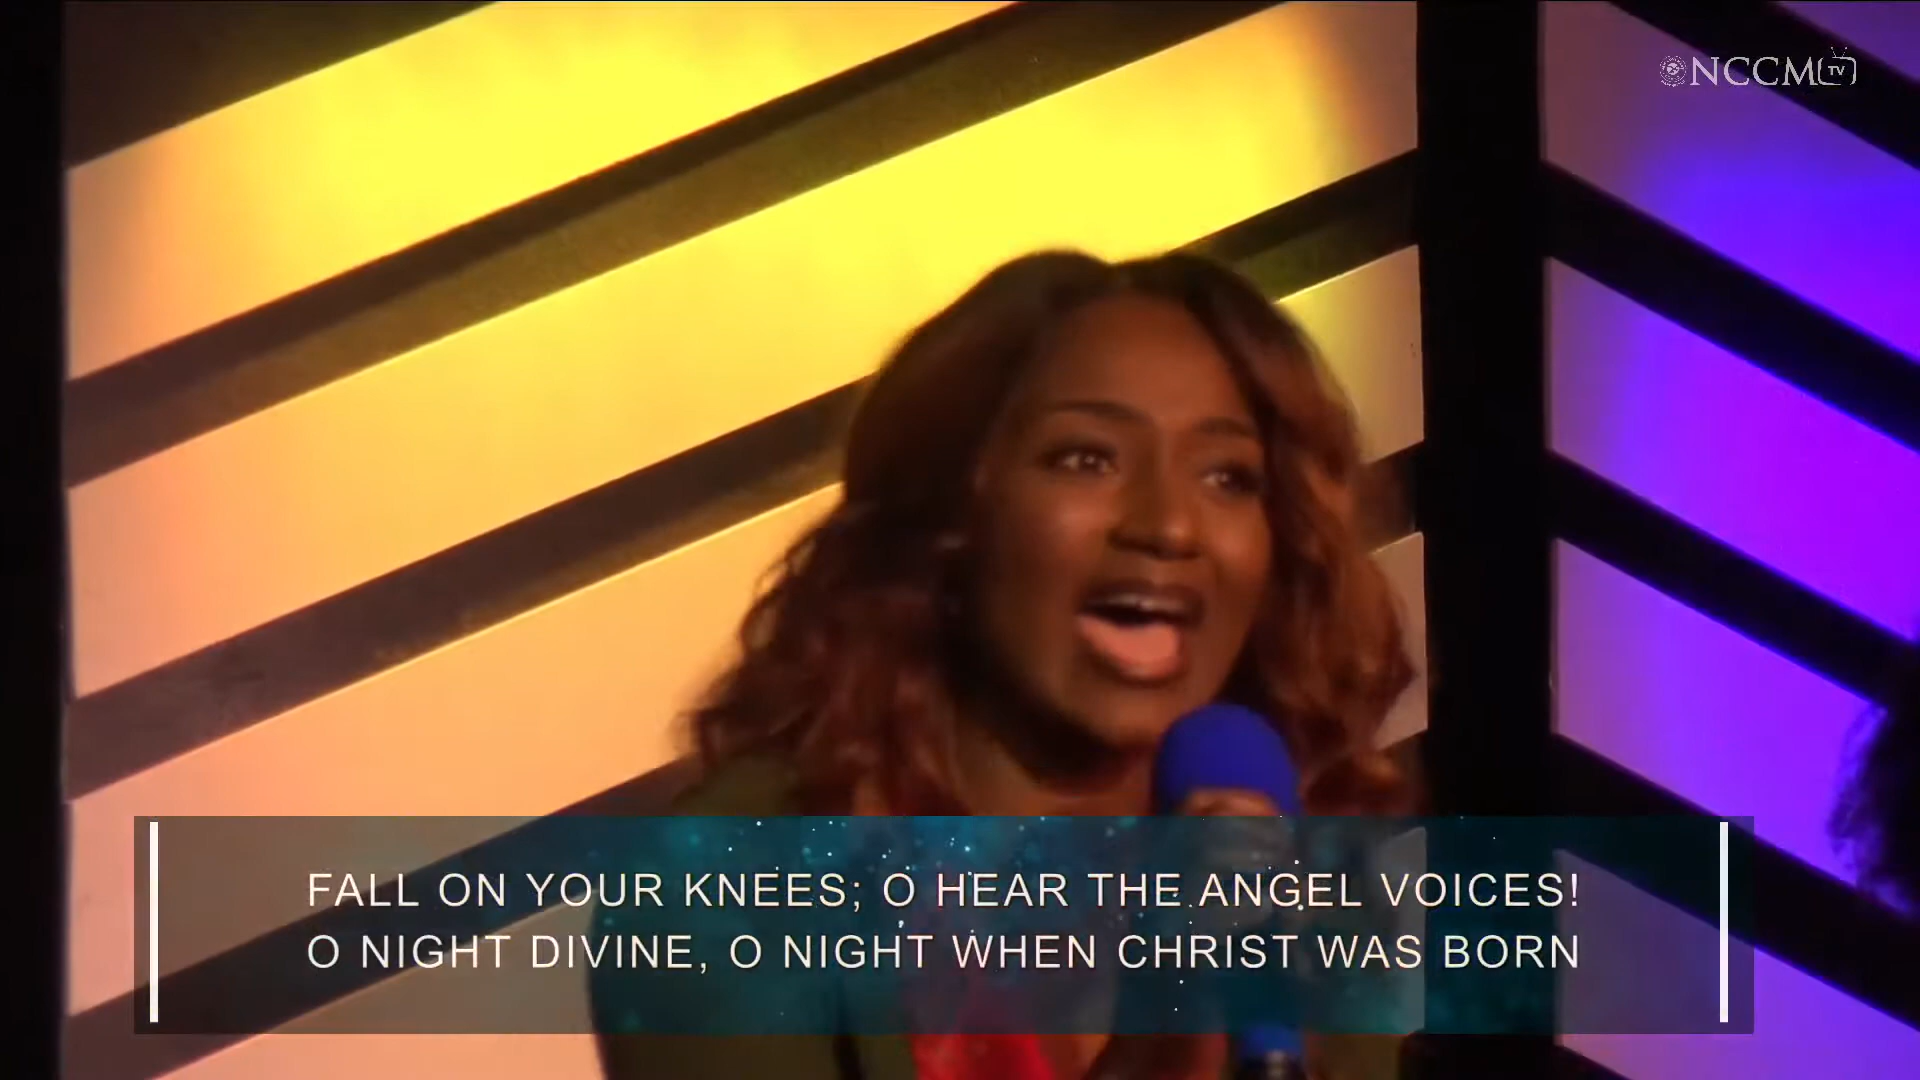 NCCM TV
FALL ON YOUR KNEES; O HEAR THE ANGEL VOICES!
O NIGHT DIVINE, O NIGHT WHEN CHRIST WAS BORN